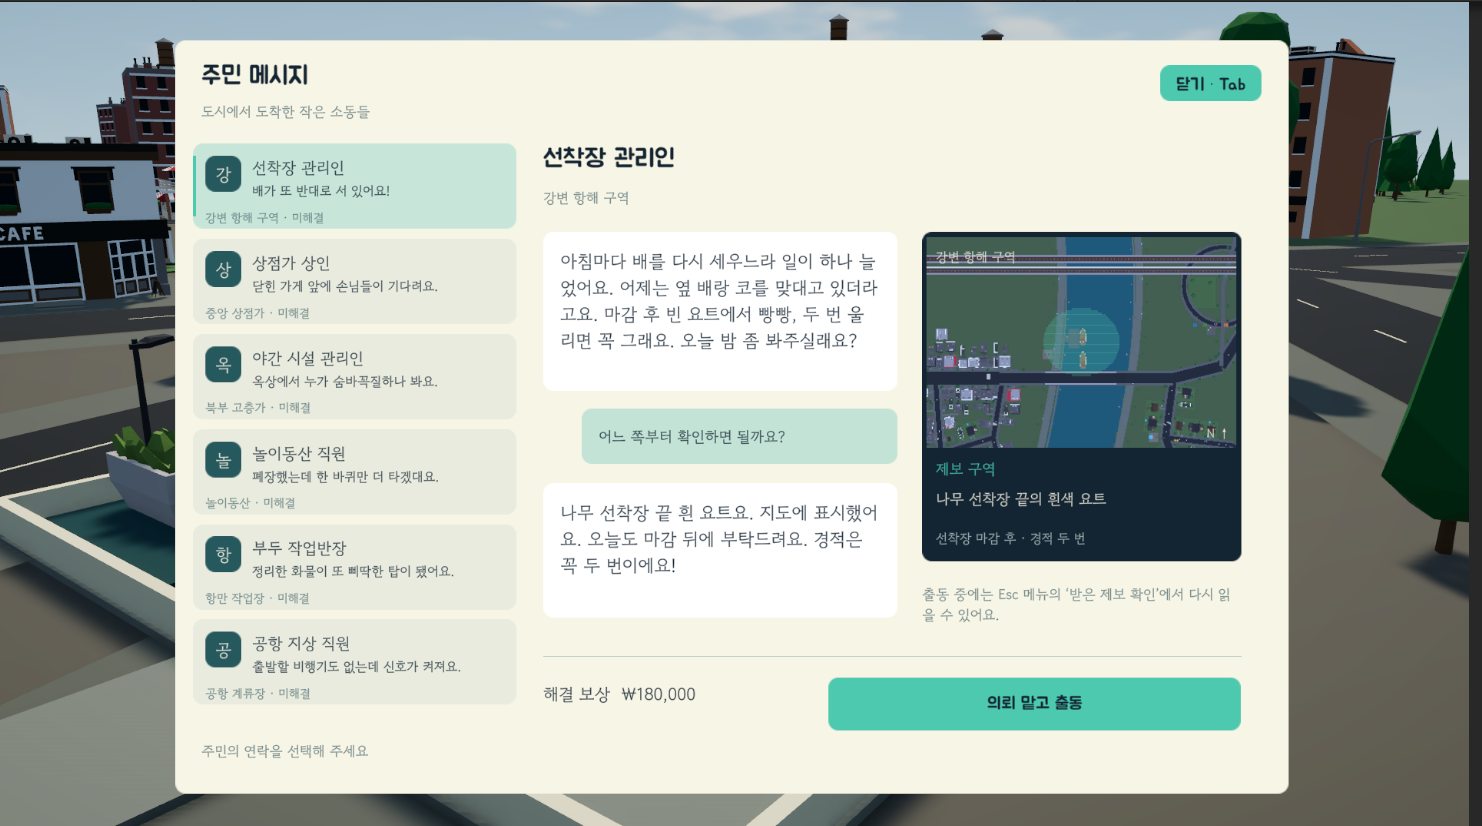 주민 메시지
도시에서 도착한 작은 소동들
닫기 · Tab
강
선착장 관리인
배가 또 반대로 서 있어요!
강변 항해 구역 · 미해결
상
상점가 상인
닫힌 가게 앞에 손님들이 기다려요.
중앙 상점가 · 미해결
옥
야간 시설 관리인
옥상에서 누가 숨바꼭질하나 봐요.
북부 고층가 · 미해결
놀
놀이동산 직원
폐장했는데 한 바퀴만 더 타겠대요.
놀이동산 · 미해결
항
부두 작업반장
정리한 화물이 또 삐딱한 탑이 됐어요.
항만 작업장 · 미해결
공
공항 지상 직원
출발할 비행기도 없는데 신호가 켜져요.
공항 계류장 · 미해결
주민의 연락을 선택해 주세요
선착장 관리인
강변 항해 구역
아침마다 배를 다시 세우느라 일이 하나 늘
었어요. 어제는 옆 배랑 코를 맞대고 있더라
고요. 마감 후 빈 요트에서 빵빵, 두 번 울
리면 꼭 그래요. 오늘 밤 좀 봐주실래요?
어느 쪽부터 확인하면 될까요?
나무 선착장 끝 흰 요트요. 지도에 표시했어
요. 오늘도 마감 뒤에 부탁드려요. 경적은
꼭 두 번이에요!
강변 항해 구역
N ↑
제보 구역
나무 선착장 끝의 흰색 요트
선착장 마감 후 · 경적 두 번
출동 중에는 Esc 메뉴의 '받은 제보 확인'에서 다시 읽
을 수 있어요.
해결 보상 ₩180,000
의뢰 맡고 출동
CAFE